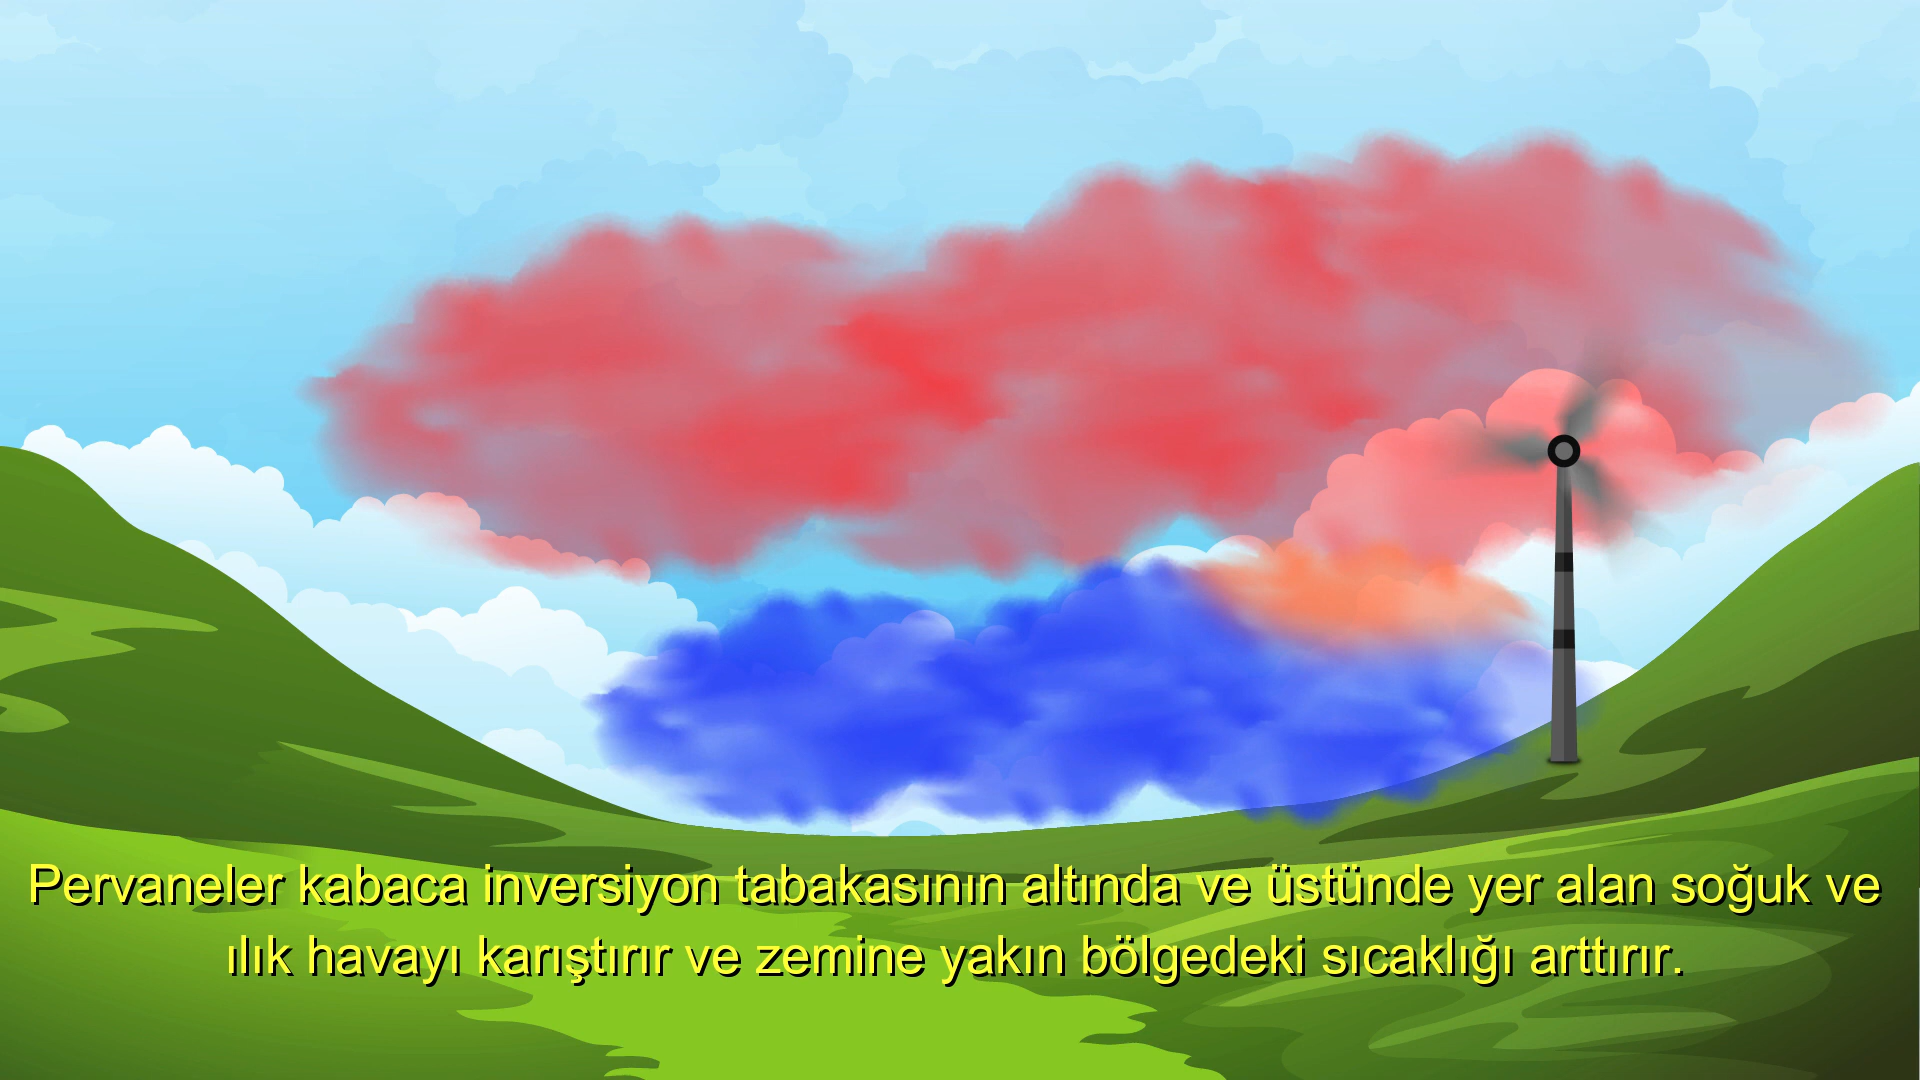 Pervaneler kabaca inversiyon tabakasının altında ve üstünde yer alan soğuk ve
ılık havayı karıştırır ve zemine yakın bölgedeki sıcaklığı arttırır.